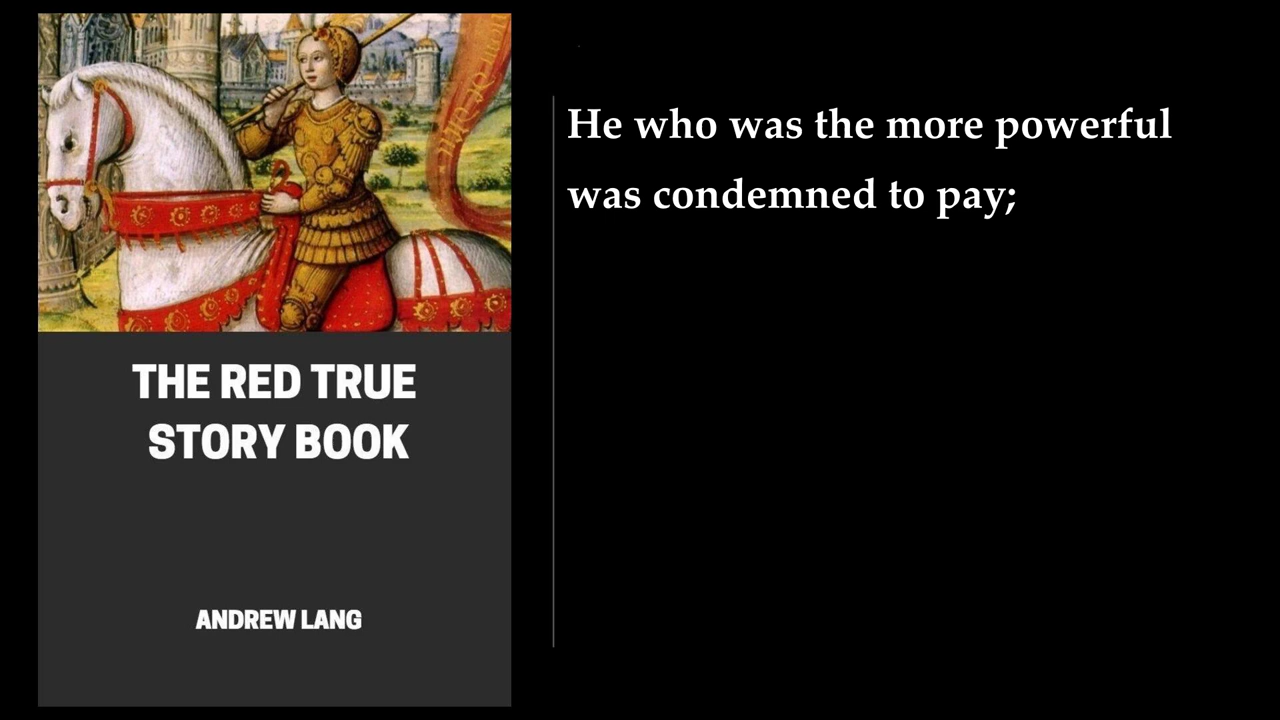 THE RED TRUE
STORY BOOK
ANDREW LANG
He who was the more powerful
was condemned to pay;